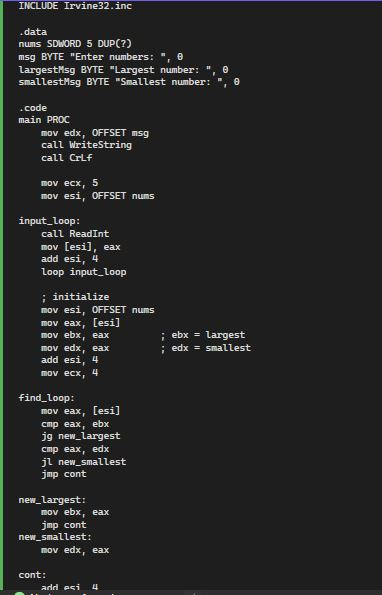 INCLUDE Irvine32.inc

.data
nums SDWORD 5 DUP(?)
msg BYTE "Enter numbers: ", 0
largestMsg BYTE "Largest number: ", 0
smallestMsg BYTE "Smallest number: ", 0

.code
main PROC
    mov edx, OFFSET msg
    call WriteString
    call CrLf

    mov ecx, 5
    mov esi, OFFSET nums

input_loop:
    call ReadInt
    mov [esi], eax
    add esi, 4
    loop input_loop

    ; initialize
    mov esi, OFFSET nums
    mov eax, [esi]
    mov ebx, eax        ; ebx = largest
    mov edx, eax        ; edx = smallest
    add esi, 4
    mov ecx, 4

find_loop:
    mov eax, [esi]
    cmp eax, ebx
    jg new_largest
    cmp eax, edx
    jl new_smallest
    jmp cont

new_largest:
    mov ebx, eax
    jmp cont
new_smallest:
    mov edx, eax

cont:
    add esi, 4